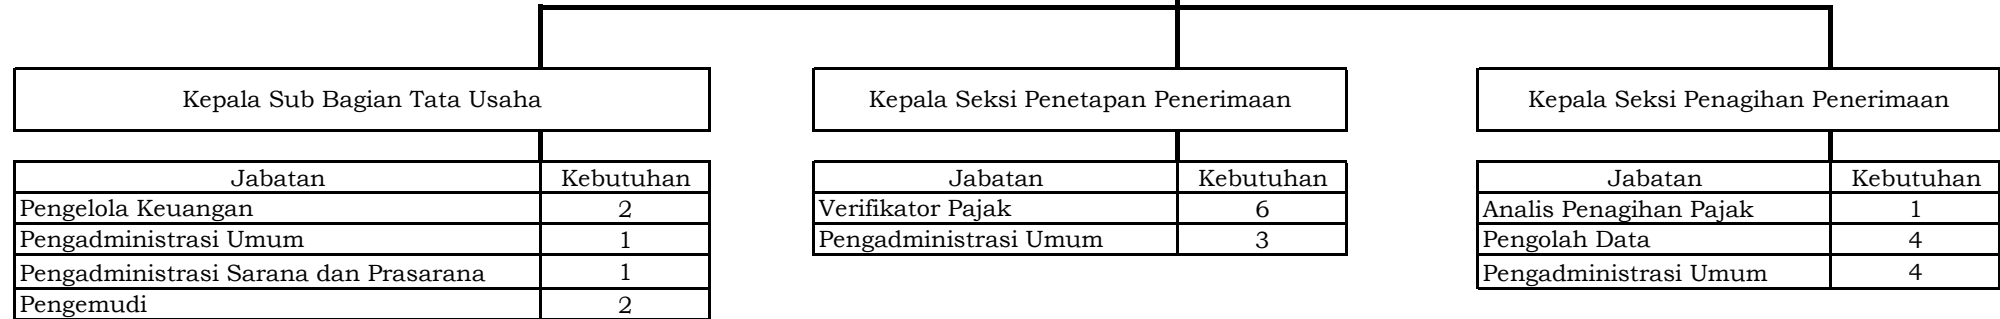 Kepala Sub Bagian Tata Usaha
Jabatan Kebutuhan
Pengelola Keuangan 2
Pengadministrasi Umum 1
Pengadministrasi Sarana dan Prasarana 1
Pengemudi 2
Kepala Seksi Penetapan Penerimaan
Jabatan Kebutuhan
Verifikator Pajak 6
Pengadministrasi Umum 3
Kepala Seksi Penagihan Penerimaan
Jabatan Kebutuhan
Analis Penagihan Pajak 1
Pengolah Data 4
Pengadministrasi Umum 4